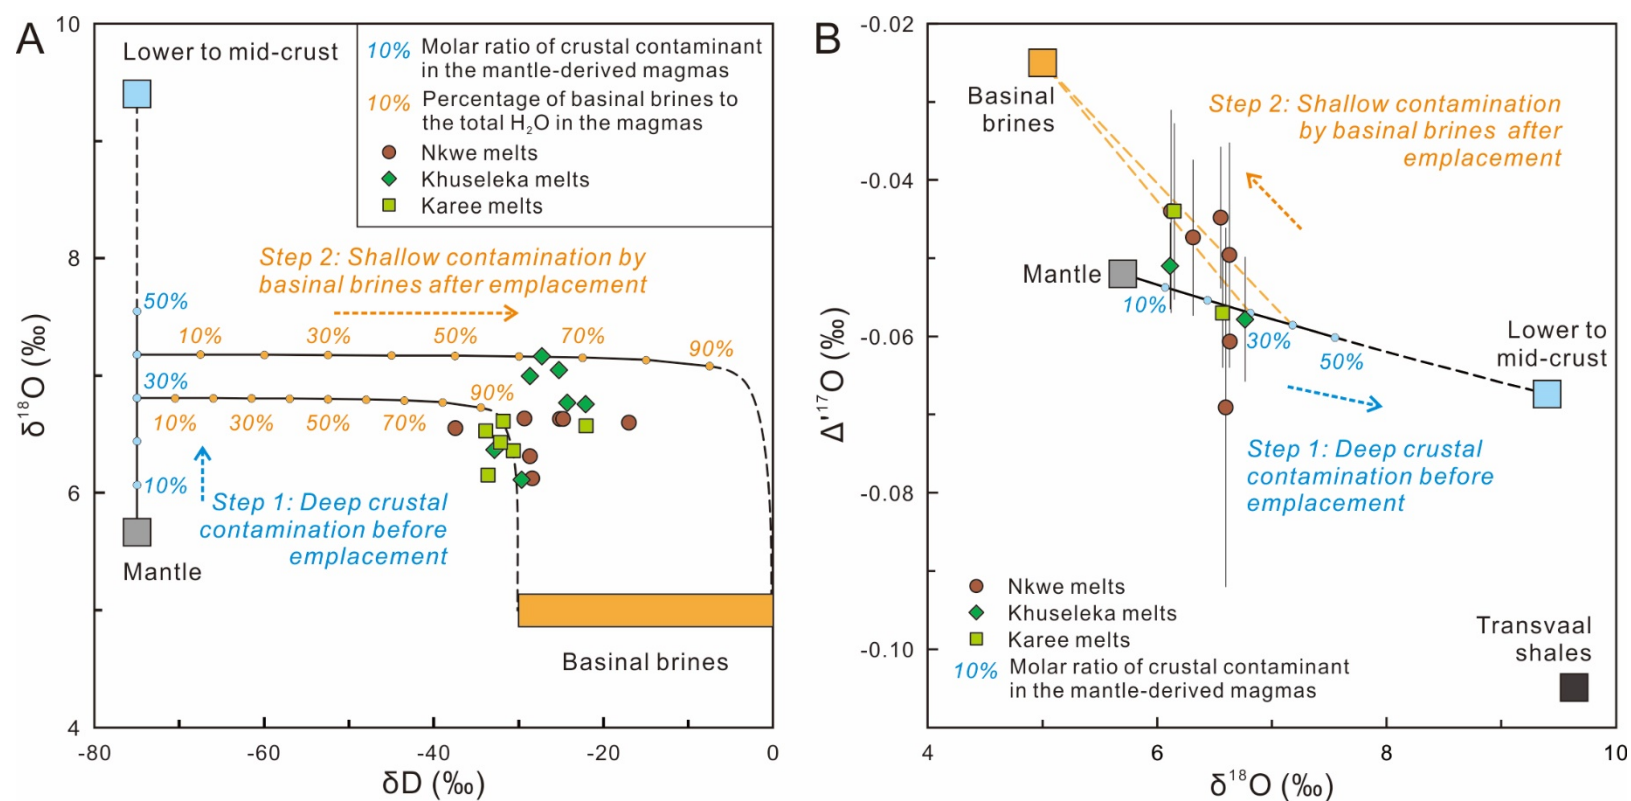 A
10
8
6
4
δ¹⁸O (‰)
-80
-60
-40
-20
0
δD (‰)
Lower to mid-crust
10% Molar ratio of crustal contaminant
in the mantle-derived magmas
10% Percentage of basinal brines to
the total H₂O in the magmas
Nkwe melts
Khuseleka melts
Karee melts
Step 2: Shallow contamination by
basinal brines after emplacement
50%
10% 30% 50% 70% 90%
30%
90%
10% 30% 50% 70%
10%
Step 1: Deep crustal
contamination before
emplacement
Mantle
Basinal brines
B
-0.02
-0.04
-0.06
-0.08
-0.10
Δ'¹⁷O (‰)
4
6
8
10
δ¹⁸O (‰)
Basinal
brines
Step 2: Shallow contamination
by basinal brines after
emplacement
Mantle
10%
30%
50%
Lower to
mid-crust
Step 1: Deep crustal
contamination before
emplacement
Nkwe melts
Khuseleka melts
Karee melts
10% Molar ratio of crustal contaminant
in the mantle-derived magmas
Transvaal
shales